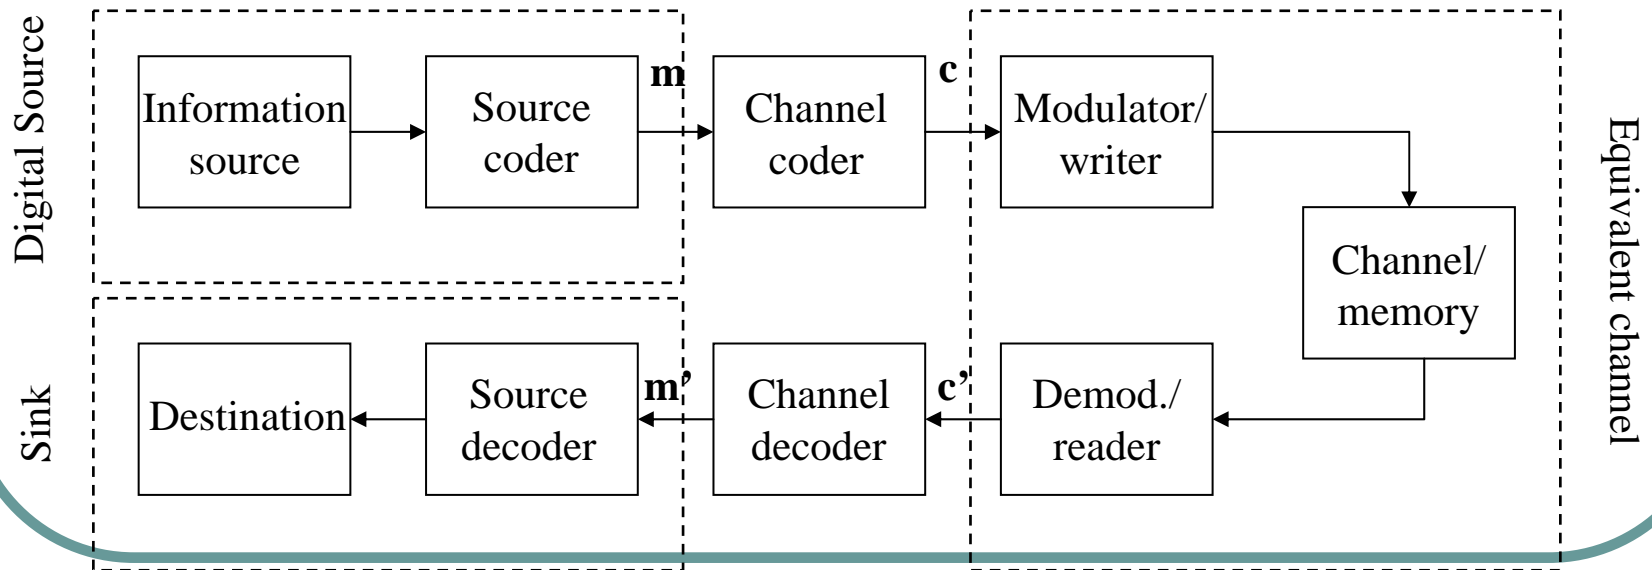 Digital Source
Information
source
Source
coder
m
Channel
coder
c
Modulator/
writer
Channel/
memory
Equivalent channel
Sink
Destination
Source
decoder
m’
Channel
decoder
c’
Demod./
reader